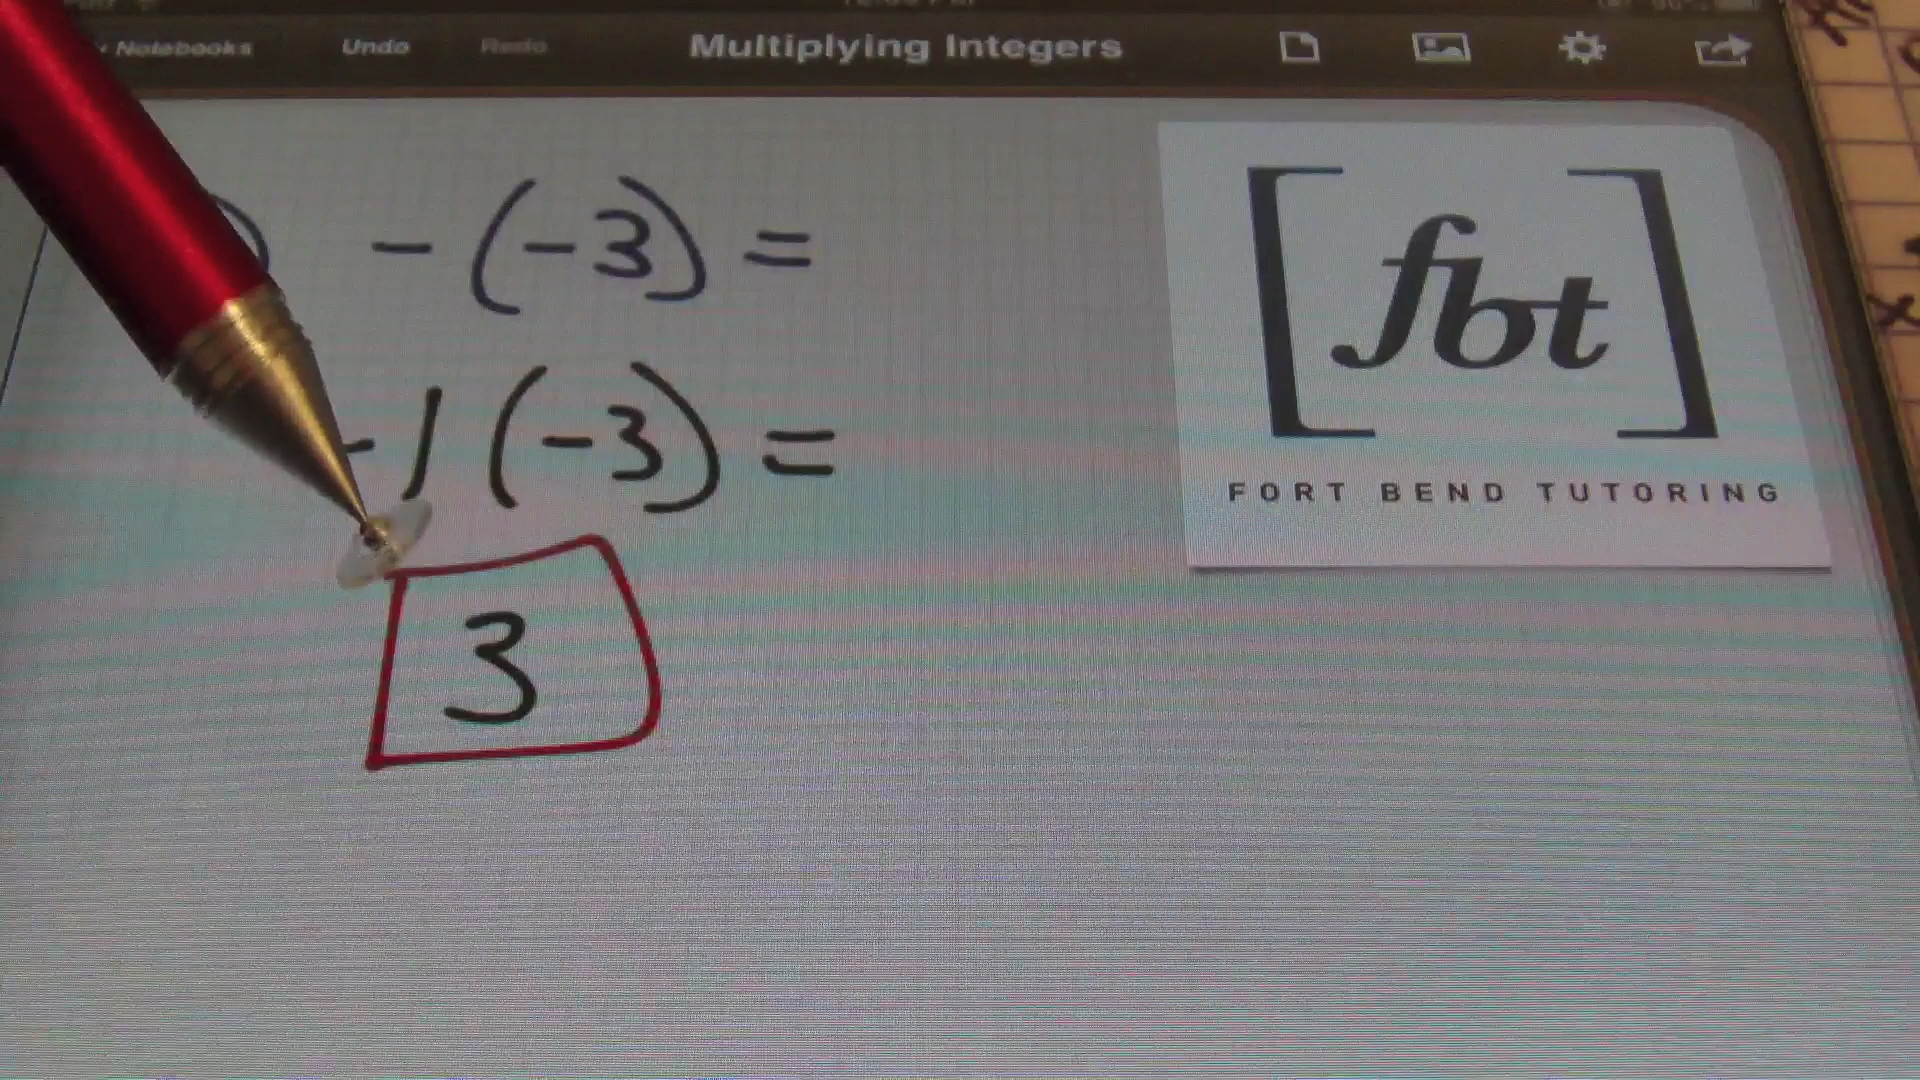 Notebooks Undo Redo Multiplying Integers
) - (-3) =
-1 (-3) =
3
fbt
FORT BEND TUTORING